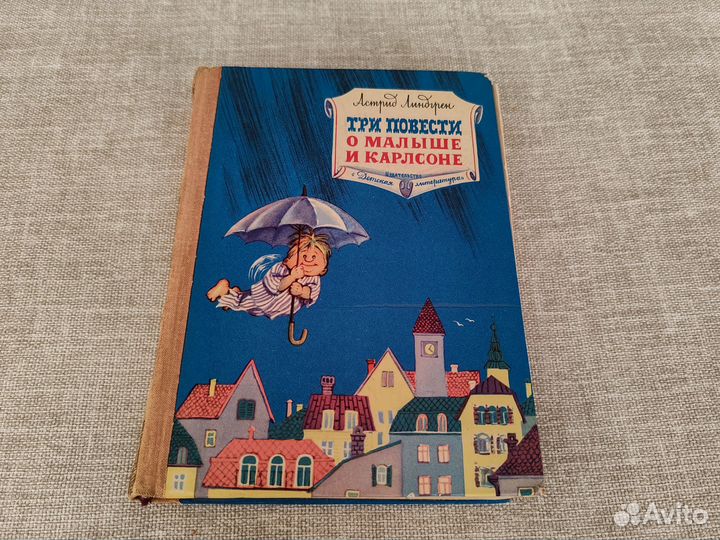 Астрид Линдгрен
ТРИ ПОВЕСТИ
О МАЛЫШЕ
И КАРЛСОНЕ
Издательство
«Детская литература»
Avito